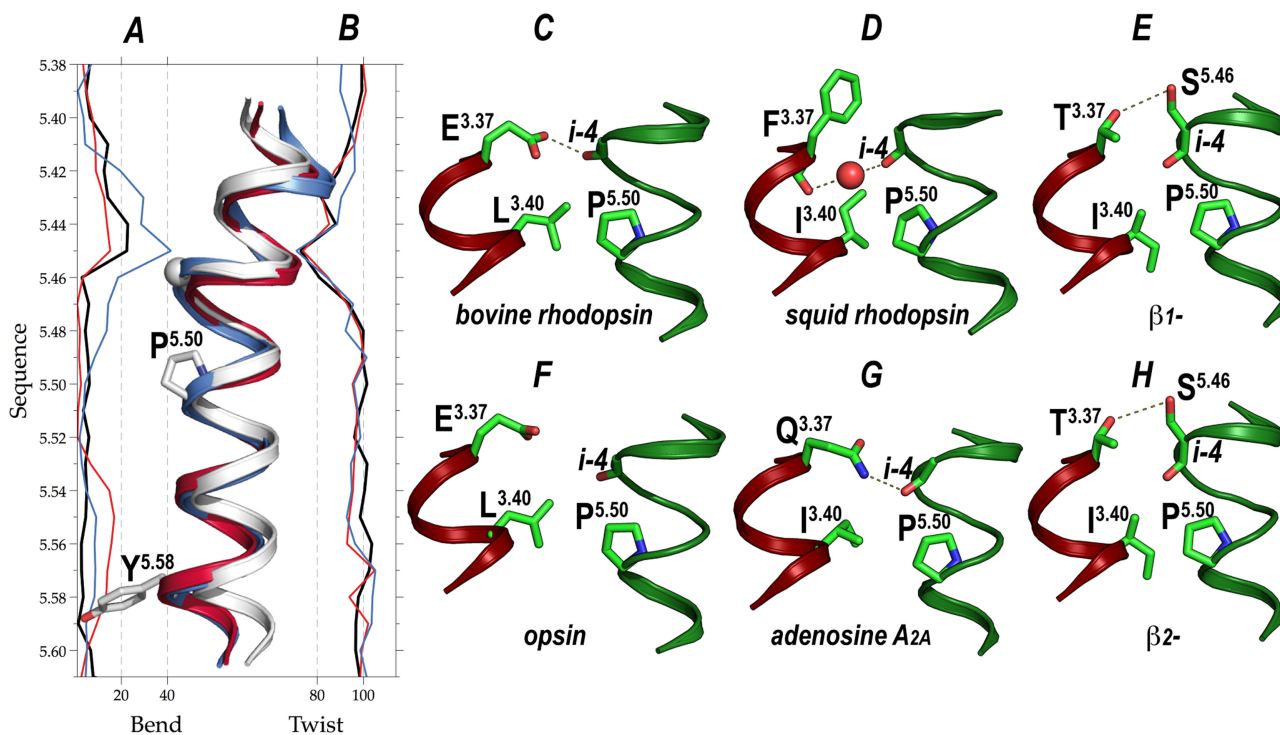 A
B
C
D
E
5.38
5.40
5.42
5.44
5.46
5.48
5.50
5.52
5.54
5.56
5.58
5.60
Sequence
P5.50
Y5.58
20
40
80
100
Bend
Twist
E3.37
i-4
L3.40
P5.50
bovine rhodopsin
F3.37
i-4
I3.40
P5.50
squid rhodopsin
T3.37
S5.46
i-4
P5.50
I3.40
β1-
F
G
H
E3.37
i-4
L3.40
P5.50
opsin
Q3.37
i-4
I3.40
P5.50
adenosine A2A
T3.37
S5.46
i-4
I3.40
P5.50
β2-